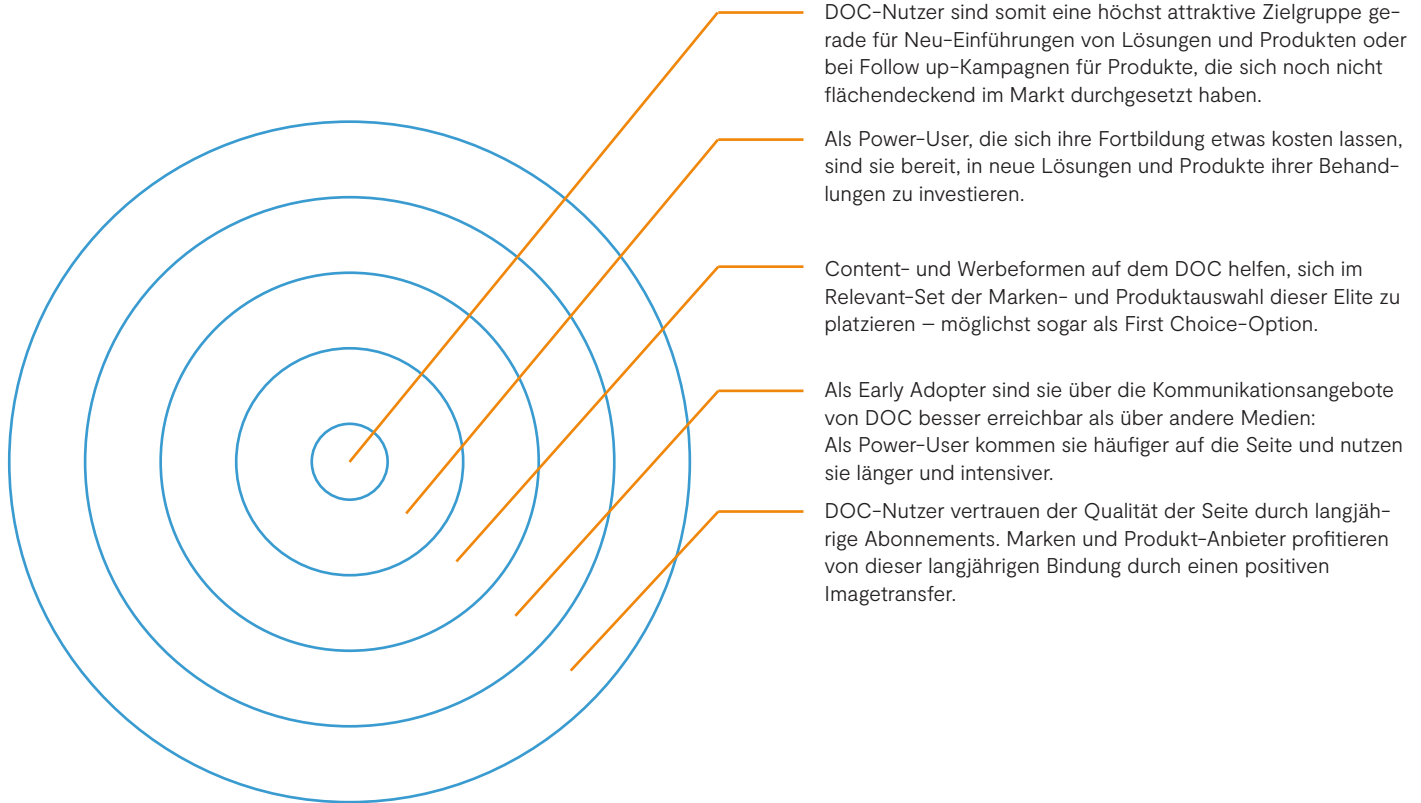 DOC-Nutzer sind somit eine höchst attraktive Zielgruppe ge-
rade für Neu-Einführungen von Lösungen und Produkten oder
bei Follow up-Kampagnen für Produkte, die sich noch nicht
flächendeckend im Markt durchgesetzt haben.
Als Power-User, die sich ihre Fortbildung etwas kosten lassen,
sind sie bereit, in neue Lösungen und Produkte ihrer Behand-
lungen zu investieren.
Content- und Werbeformen auf dem DOC helfen, sich im
Relevant-Set der Marken- und Produktauswahl dieser Elite zu
platzieren – möglichst sogar als First Choice-Option.
Als Early Adopter sind sie über die Kommunikationsangebote
von DOC besser erreichbar als über andere Medien:
Als Power-User kommen sie häufiger auf die Seite und nutzen
sie länger und intensiver.
DOC-Nutzer vertrauen der Qualität der Seite durch langjäh-
rige Abonnements. Marken und Produkt-Anbieter profitieren
von dieser langjährigen Bindung durch einen positiven
Imagetransfer.